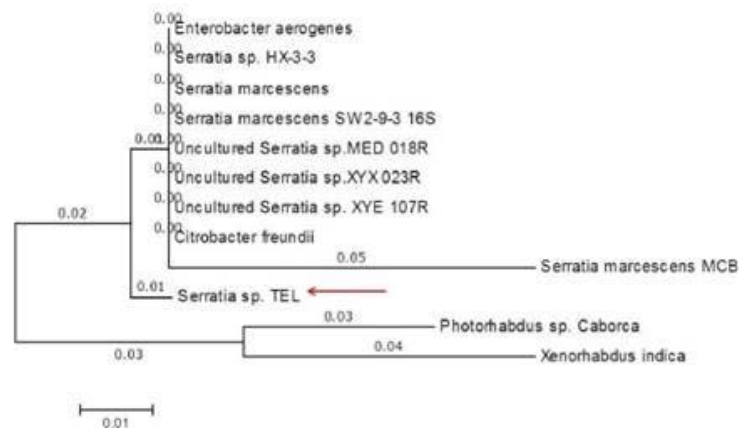 0.00
Enterobacter aerogenes
0.00
Serratia sp. HX-3-3
0.00
Serratia marcescens
0.00
Serratia marcescens SW2-9-3 16S
0.01
0.00
Uncultured Serratia sp.MED 018R
0.00
Uncultured Serratia sp.XYX 023R
0.00
Uncultured Serratia sp. XYE 107R
0.00
Citrobacter freundii
0.02
0.05
Serratia marcescens MCB
0.01
Serratia sp. TEL
0.03
Photorhabdus sp. Caborca
0.03
0.04
Xenorhabdus indica
0.01